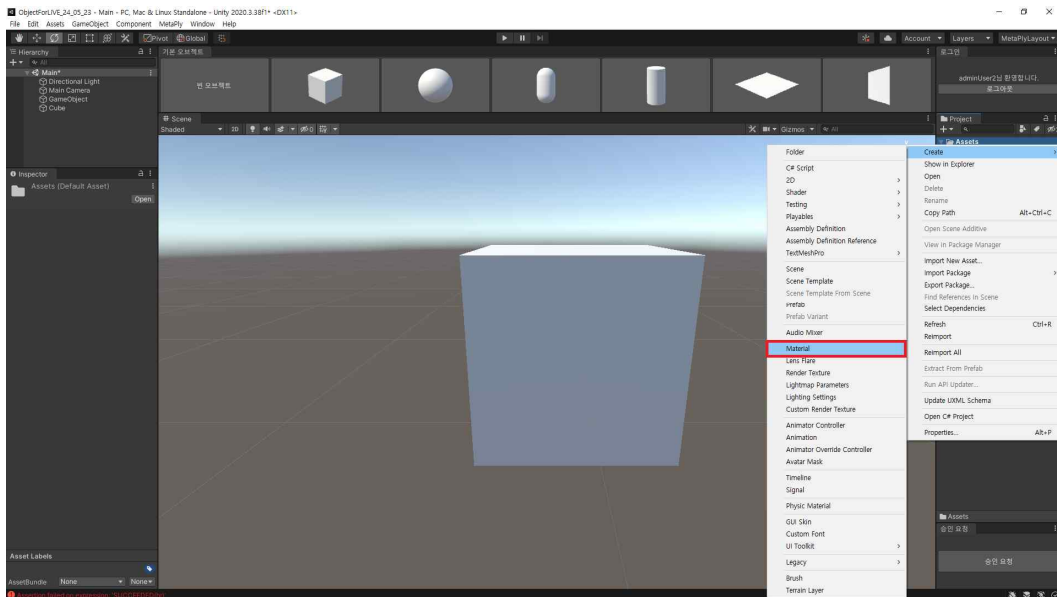 ObjectForLIVE_24_05_23 - Main - PC, Mac & Linux Standalone - Unity 2020.3.38f1* <DX11>
File Edit Assets GameObject Component MetaPly Window Help
Pivot Global
Account Layers MetaPlyLayout
Hierarchy
All
Main*
Directional Light
Main Camera
GameObject
Cube
기본 오브젝트
빈 오브젝트
로그인
adminUser2님 환영합니다.
로그아웃
Scene
Shaded 2D 0 Gizmos All
Project
Assets
Inspector
Assets (Default Asset)
Open
Folder
C# Script
2D
Shader
Testing
Playables
Assembly Definition
Assembly Definition Reference
TextMeshPro
Scene
Scene Template
Scene Template From Scene
Prefab
Prefab Variant
Audio Mixer
Material
Lens Flare
Render Texture
Lightmap Parameters
Lighting Settings
Custom Render Texture
Animator Controller
Animation
Animator Override Controller
Avatar Mask
Timeline
Signal
Physic Material
GUI Skin
Custom Font
UI Toolkit
Legacy
Brush
Terrain Layer
Create
Show in Explorer
Open
Delete
Rename
Copy Path Alt+Ctrl+C
Open Scene Additive
View in Package Manager
Import New Asset...
Import Package
Export Package...
Find References In Scene
Select Dependencies
Refresh Ctrl+R
Reimport
Reimport All
Extract From Prefab
Run API Updater...
Update UXML Schema
Open C# Project
Properties... Alt+P
Assets
승인 요청
승인 요청
Asset Labels
AssetBundle None None
Assertion failed on expression: 'SUCCEEDED(hr)'